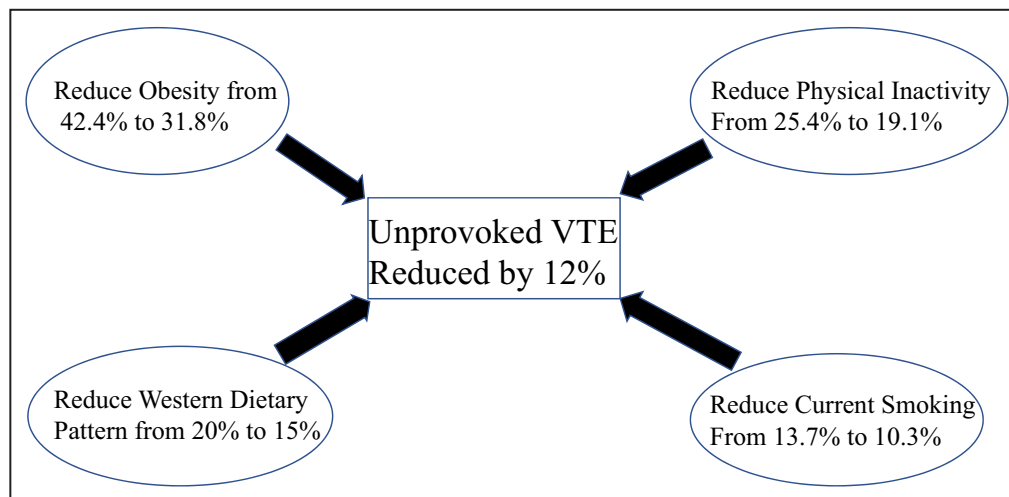 Reduce Obesity from
42.4% to 31.8%
Reduce Physical Inactivity
From 25.4% to 19.1%
Unprovoked VTE
Reduced by 12%
Reduce Western Dietary
Pattern from 20% to 15%
Reduce Current Smoking
From 13.7% to 10.3%